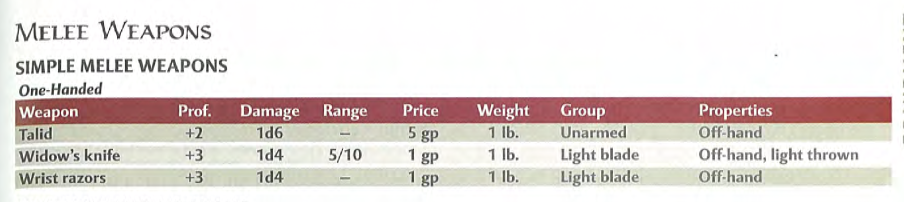 MELEE WEAPONS
SIMPLE MELEE WEAPONS
One-Handed
Weapon Prof. Damage Range Price Weight Group Properties
Talid +2 1d6 – 5 gp 1 lb. Unarmed Off-hand
Widow's knife +3 1d4 5/10 1 gp 1 lb. Light blade Off-hand, light thrown
Wrist razors +3 1d4 – 1 gp 1 lb. Light blade Off-hand